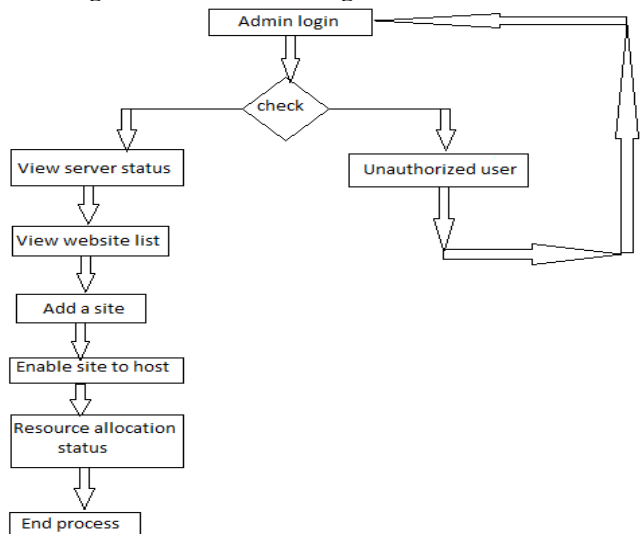 Admin login
check
View server status
Unauthorized user
View website list
Add a site
Enable site to host
Resource allocation
status
End process